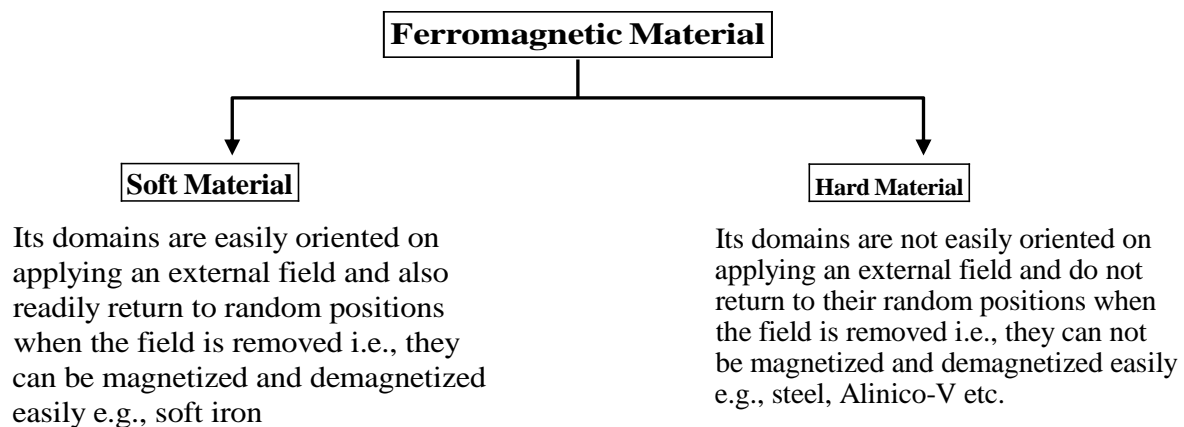 Ferromagnetic Material
Soft Material
Its domains are easily oriented on
applying an external field and also
readily return to random positions
when the field is removed i.e., they
can be magnetized and demagnetized
easily e.g., soft iron
Hard Material
Its domains are not easily oriented on
applying an external field and do not
return to their random positions when
the field is removed i.e., they can not
be magnetized and demagnetized easily
e.g., steel, Alinico-V etc.